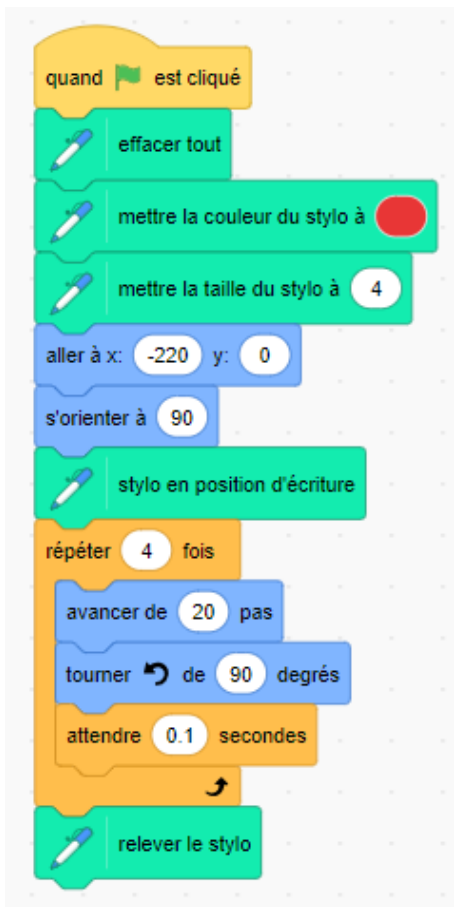 quand est cliqué
effacer tout
mettre la couleur du stylo à
mettre la taille du stylo à 4
aller à x: -220 y: 0
s'orienter à 90
stylo en position d'écriture
répéter 4 fois
avancer de 20 pas
tourner de 90 degrés
attendre 0.1 secondes
relever le stylo